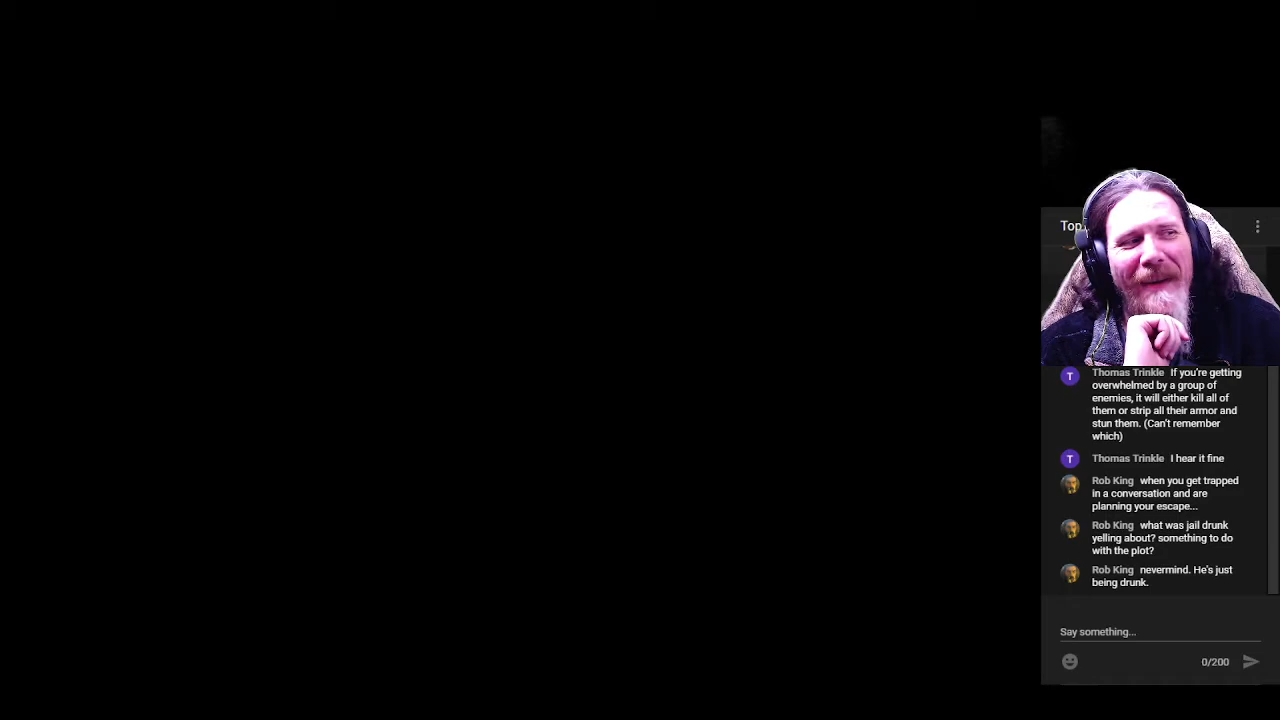 Top
T
Thomas Trinkle If you're getting
overwhelmed by a group of
enemies, it will either kill all of
them or strip all their armor and
stun them. (Can't remember
which)
T
Thomas Trinkle I hear it fine
Rob King when you get trapped
in a conversation and are
planning your escape...
Rob King what was jail drunk
yelling about? something to do
with the plot?
Rob King nevermind. He's just
being drunk.
Say something...
0/200